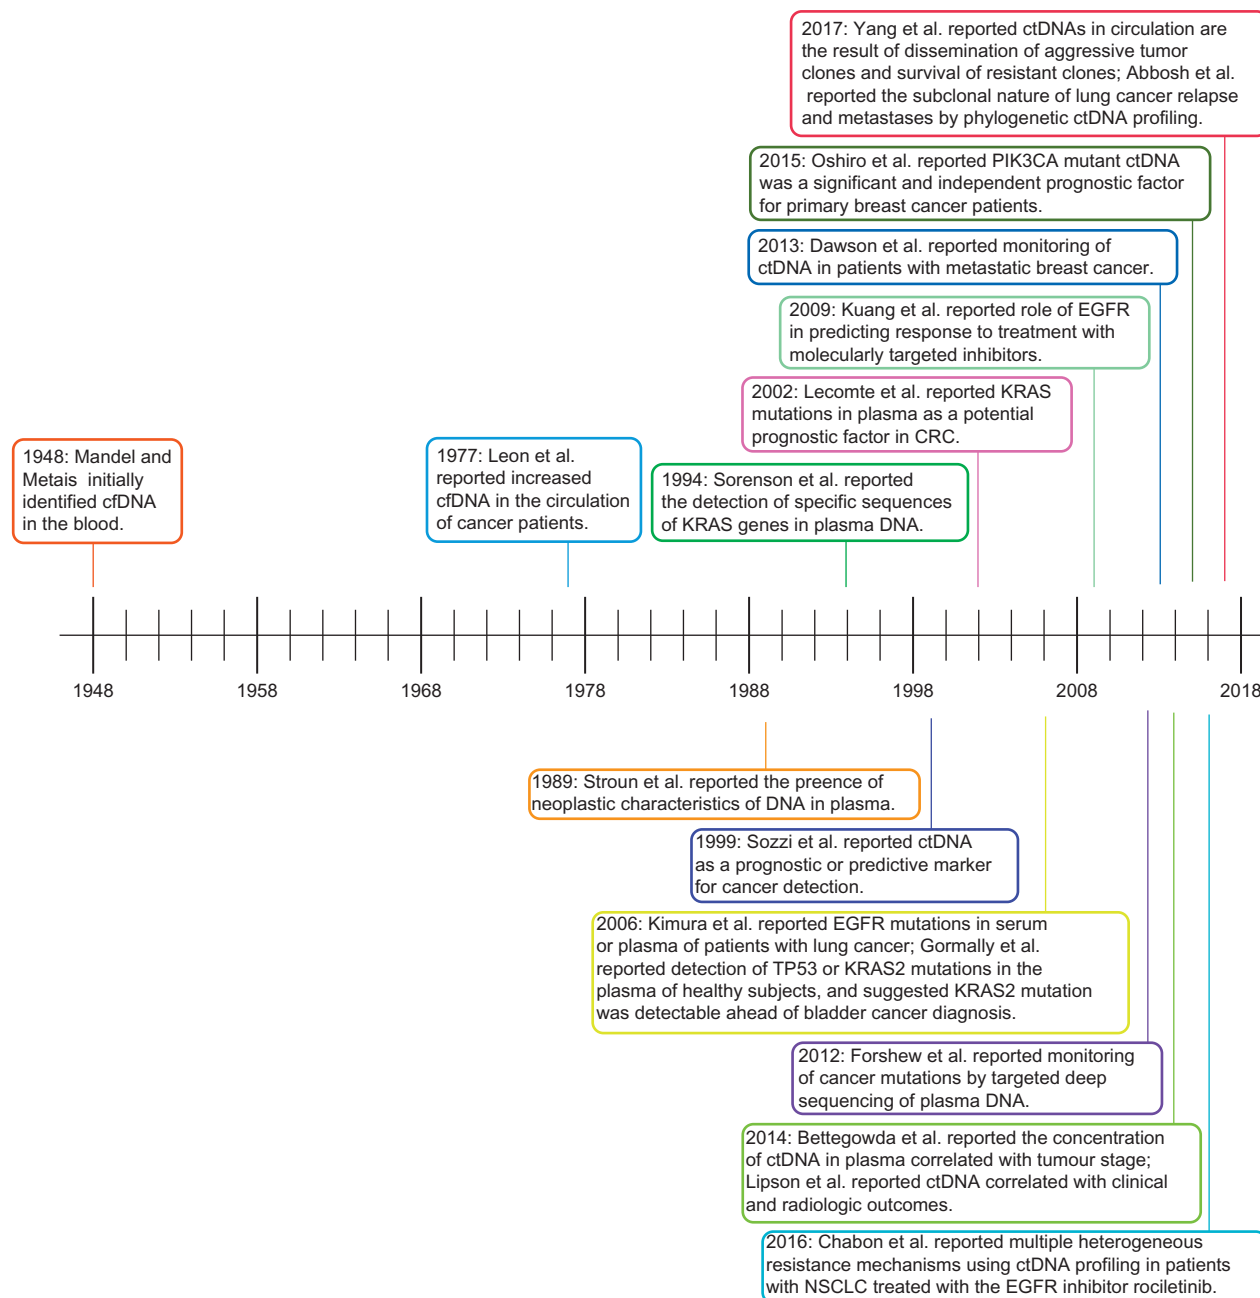 2017: Yang et al. reported ctDNAs in circulation are
the result of dissemination of aggressive tumor
clones and survival of resistant clones; Abbosh et al.
reported the subclonal nature of lung cancer relapse
and metastases by phylogenetic ctDNA profiling.
2015: Oshiro et al. reported PIK3CA mutant ctDNA
was a significant and independent prognostic factor
for primary breast cancer patients.
2013: Dawson et al. reported monitoring of
ctDNA in patients with metastatic breast cancer.
2009: Kuang et al. reported role of EGFR
in predicting response to treatment with
molecularly targeted inhibitors.
2002: Lecomte et al. reported KRAS
mutations in plasma as a potential
prognostic factor in CRC.
1948: Mandel and
Metais initially
identified cfDNA
in the blood.
1977: Leon et al.
reported increased
cfDNA in the circulation
of cancer patients.
1994: Sorenson et al. reported
the detection of specific sequences
of KRAS genes in plasma DNA.
1948 1958 1968 1978 1988 1998 2008 2018
1989: Stroun et al. reported the preence of
neoplastic characteristics of DNA in plasma.
1999: Sozzi et al. reported ctDNA
as a prognostic or predictive marker
for cancer detection.
2006: Kimura et al. reported EGFR mutations in serum
or plasma of patients with lung cancer; Gormally et al.
reported detection of TP53 or KRAS2 mutations in the
plasma of healthy subjects, and suggested KRAS2 mutation
was detectable ahead of bladder cancer diagnosis.
2012: Forshew et al. reported monitoring
of cancer mutations by targeted deep
sequencing of plasma DNA.
2014: Bettegowda et al. reported the concentration
of ctDNA in plasma correlated with tumour stage;
Lipson et al. reported ctDNA correlated with clinical
and radiologic outcomes.
2016: Chabon et al. reported multiple heterogeneous
resistance mechanisms using ctDNA profiling in patients
with NSCLC treated with the EGFR inhibitor rociletinib.